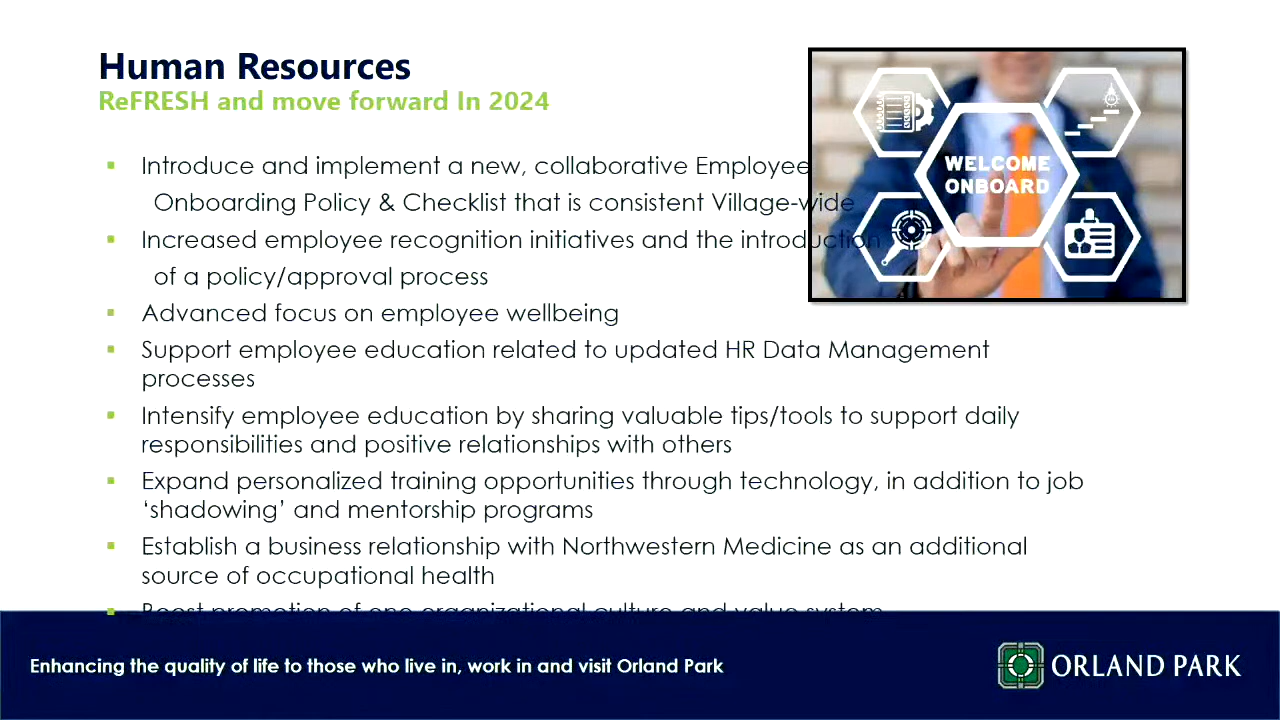 Human Resources
ReFRESH and move forward In 2024
Introduce and implement a new, collaborative Employee
Onboarding Policy & Checklist that is consistent Village-wide
Increased employee recognition initiatives and the introduction
of a policy/approval process
Advanced focus on employee wellbeing
Support employee education related to updated HR Data Management
processes
Intensify employee education by sharing valuable tips/tools to support daily
responsibilities and positive relationships with others
Expand personalized training opportunities through technology, in addition to job
‘shadowing’ and mentorship programs
Establish a business relationship with Northwestern Medicine as an additional
source of occupational health
Boost promotion of one organizational culture and value system
WELCOME
ONBOARD
Enhancing the quality of life to those who live in, work in and visit Orland Park
ORLAND PARK